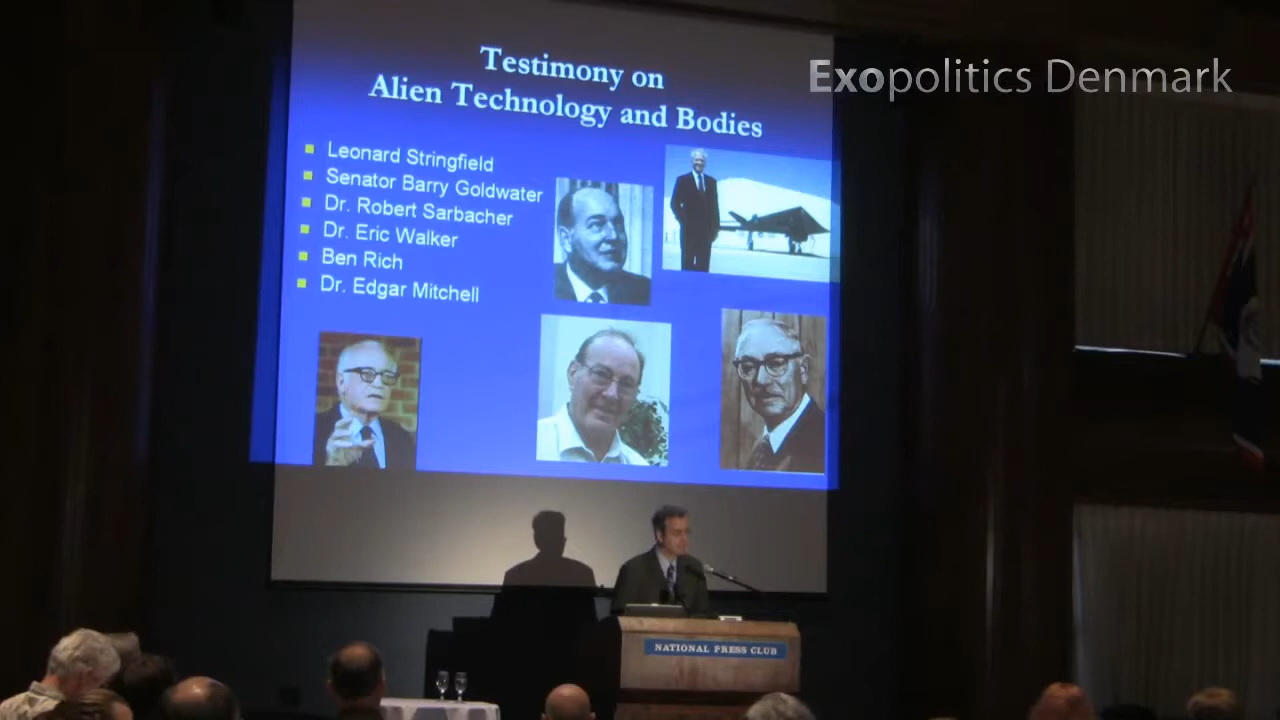 Exopolitics Denmark
Testimony on
Alien Technology and Bodies
Leonard Stringfield
Senator Barry Goldwater
Dr. Robert Sarbacher
Dr. Eric Walker
Ben Rich
Dr. Edgar Mitchell
NATIONAL PRESS CLUB